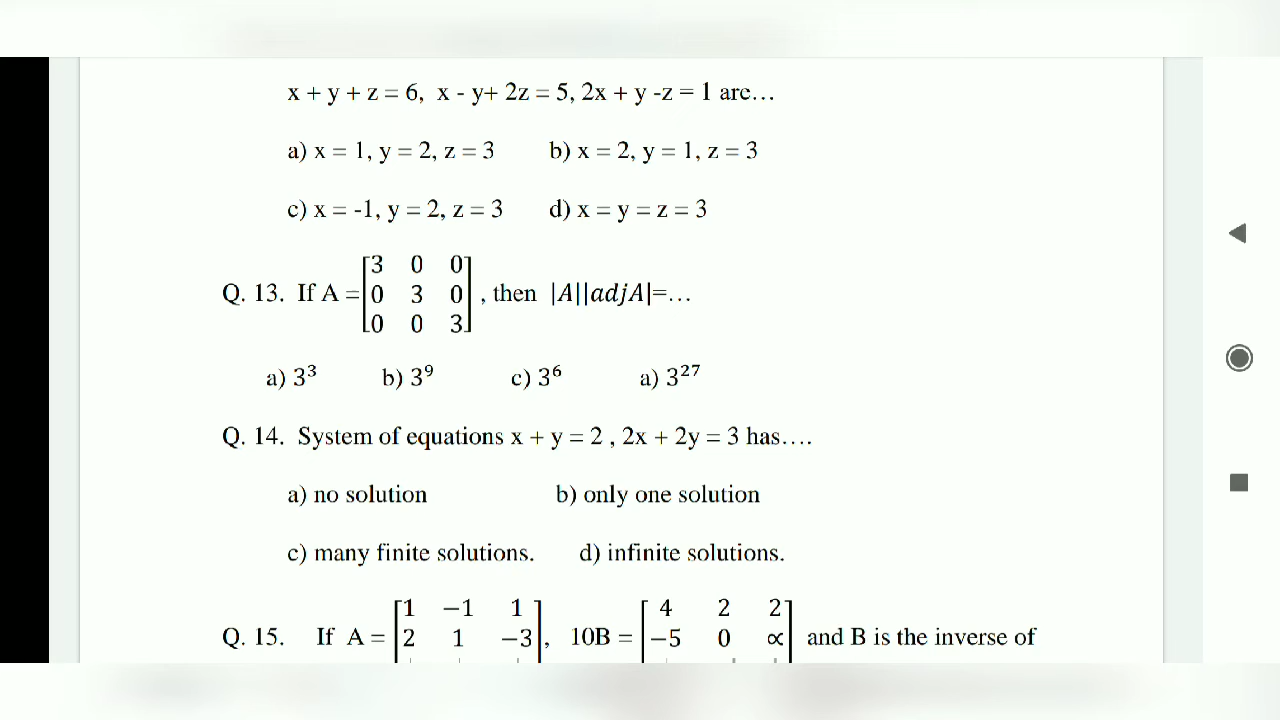 x + y + z = 6, x - y+ 2z = 5, 2x + y -z = 1 are…
a) x = 1, y = 2, z = 3 b) x = 2, y = 1, z = 3
c) x = -1, y = 2, z = 3 d) x = y = z = 3
Q. 13. If A = [3 0 0; 0 3 0; 0 0 3] , then |A||adjA|=…
a) 3³ b) 3⁹ c) 3⁶ a) 3²⁷
Q. 14. System of equations x + y = 2 , 2x + 2y = 3 has….
a) no solution b) only one solution
c) many finite solutions. d) infinite solutions.
1 −1 1 4 2 2
Q. 15. If A = 2 1 −3 , 10B = −5 0 ∝ and B is the inverse of